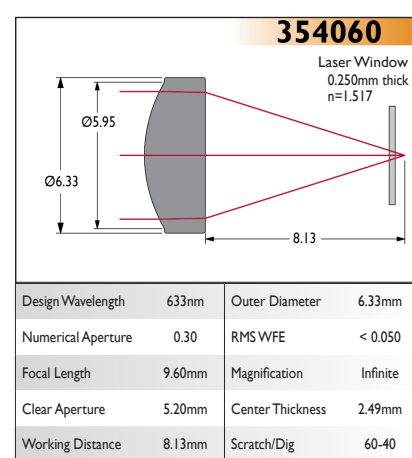 354060
Laser Window
0.250mm thick
n=1.517
Ø5.95
Ø6.33
8.13
Design Wavelength 633nm Outer Diameter 6.33mm
Numerical Aperture 0.30 RMS WFE < 0.050
Focal Length 9.60mm Magnification Infinite
Clear Aperture 5.20mm Center Thickness 2.49mm
Working Distance 8.13mm Scratch/Dig 60-40